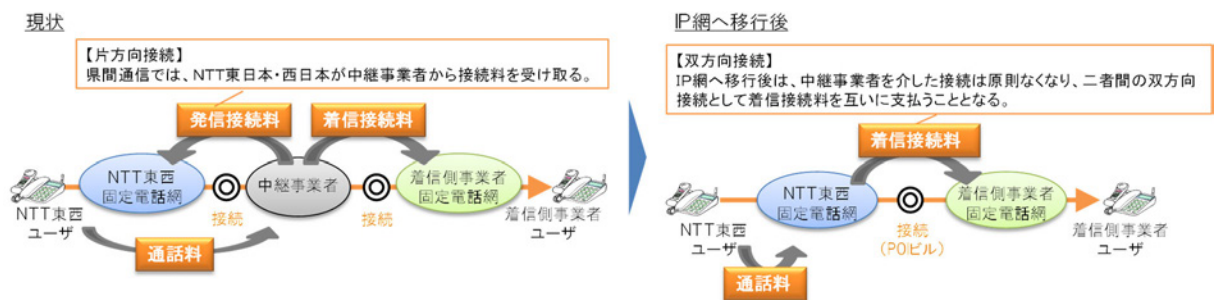 現状
【片方向接続】
県間通信では、NTT東日本・西日本が中継事業者から接続料を受け取る。
発信接続料
着信接続料
NTT東西
固定電話網
中継事業者
着信側事業者
固定電話網
接続
接続
NTT東西
ユーザ
着信側事業者
ユーザ
通話料
IP網へ移行後
【双方向接続】
IP網へ移行後は、中継事業者を介した接続は原則なくなり、二者間の双方向
接続として着信接続料を互いに支払うこととなる。
着信接続料
NTT東西
固定電話網
着信側事業者
固定電話網
接続
(POIビル)
NTT東西
ユーザ
着信側事業者
ユーザ
通話料